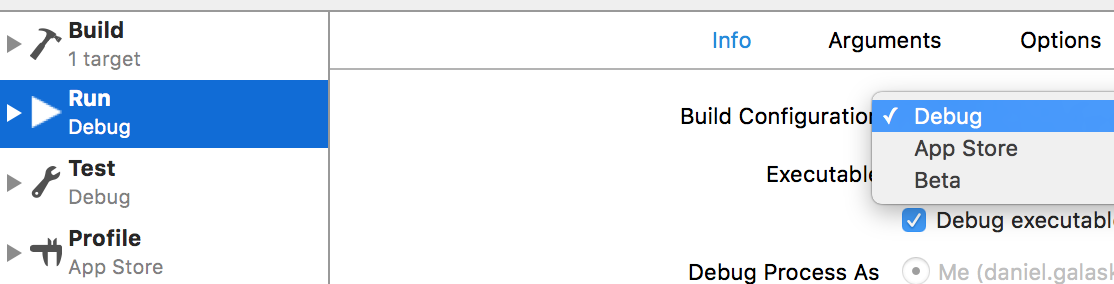 Build
1 target
Run
Debug
Test
Debug
Profile
App Store
Info Arguments Options
Build Configuration
Debug
App Store
Beta
Executable
Debug executable
Debug Process As
Me (daniel.galask